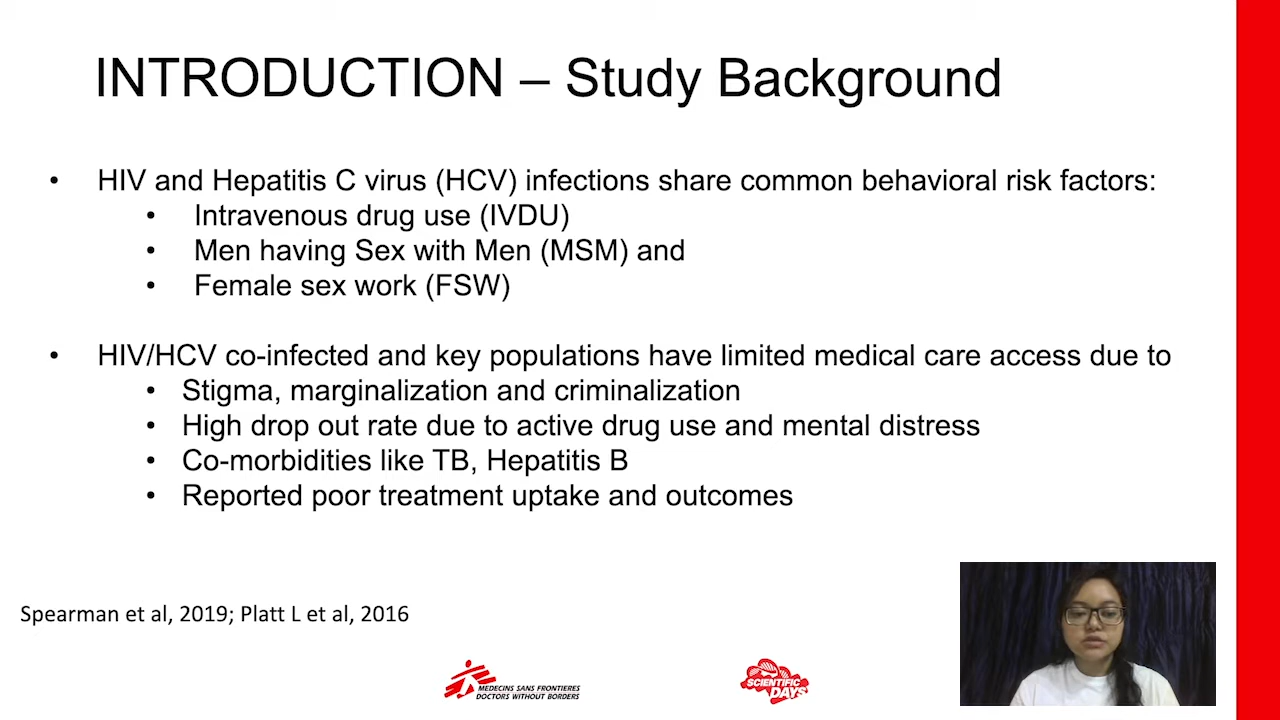 INTRODUCTION – Study Background
• HIV and Hepatitis C virus (HCV) infections share common behavioral risk factors:
• Intravenous drug use (IVDU)
• Men having Sex with Men (MSM) and
• Female sex work (FSW)
• HIV/HCV co-infected and key populations have limited medical care access due to
• Stigma, marginalization and criminalization
• High drop out rate due to active drug use and mental distress
• Co-morbidities like TB, Hepatitis B
• Reported poor treatment uptake and outcomes
Spearman et al, 2019; Platt L et al, 2016
MEDECINS SANS FRONTIERES
DOCTORS WITHOUT BORDERS
SCIENTIFIC
DAYS